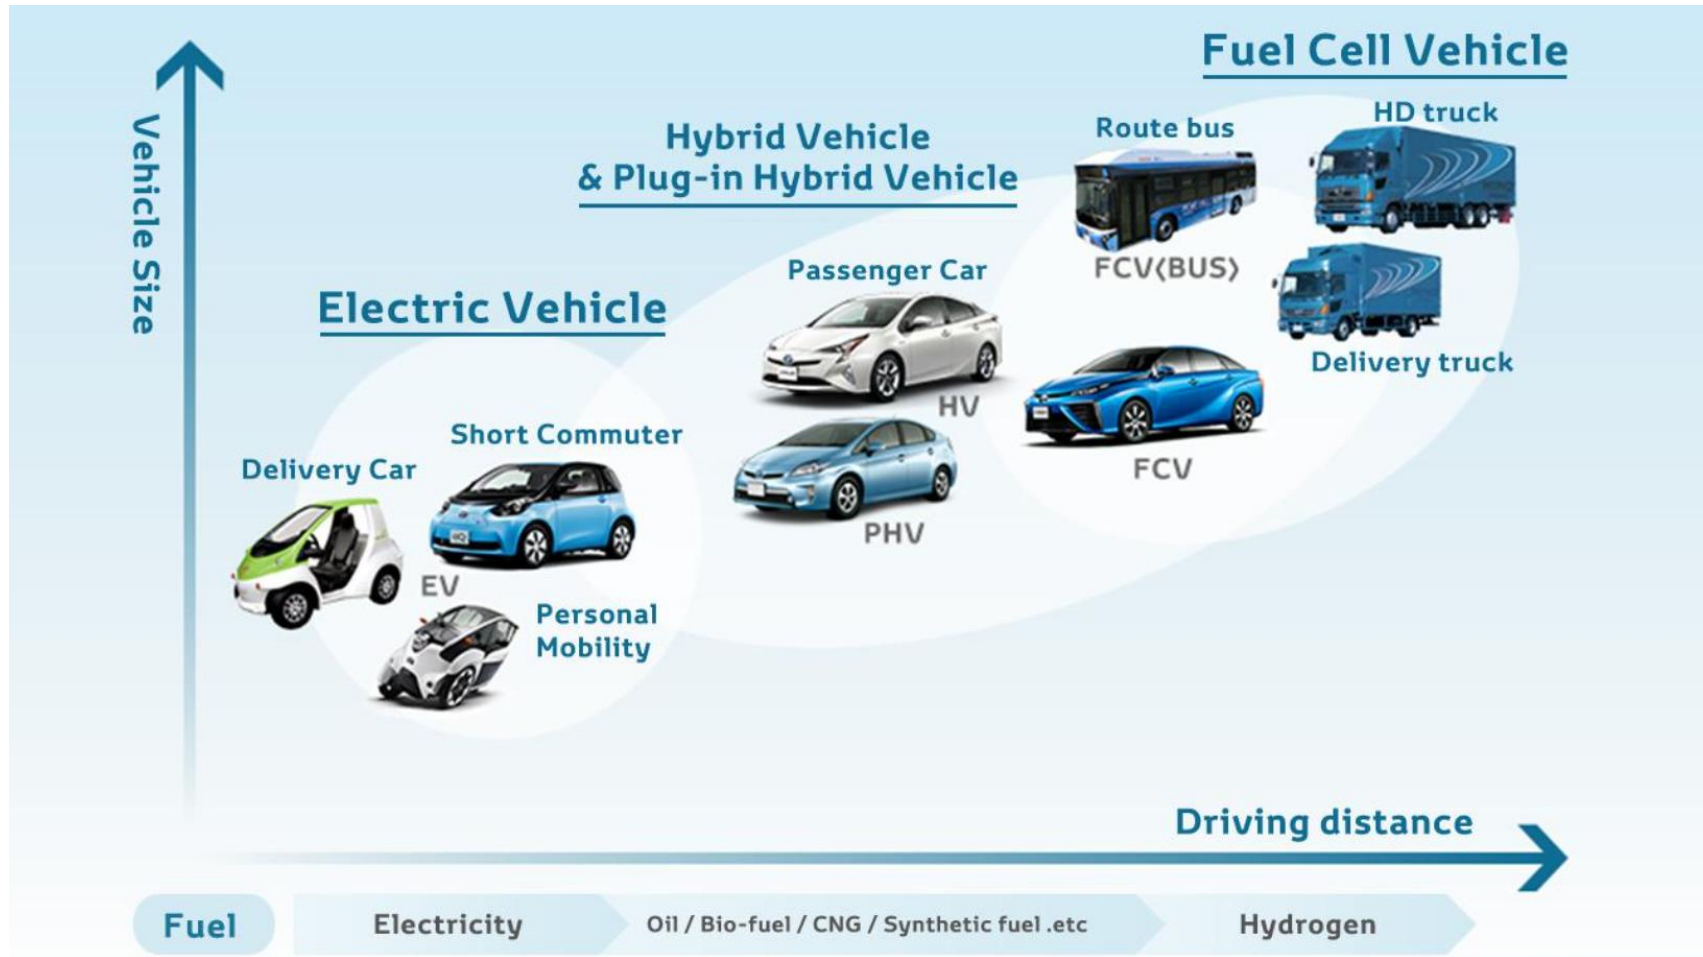 Fuel Cell Vehicle
HD truck
Route bus
Hybrid Vehicle
& Plug-in Hybrid Vehicle
Vehicle Size
FCV(BUS)
Passenger Car
Electric Vehicle
Delivery truck
HV
FCV
Short Commuter
Delivery Car
PHV
EV
Personal
Mobility
Driving distance
Fuel
Electricity
Oil / Bio-fuel / CNG / Synthetic fuel .etc
Hydrogen